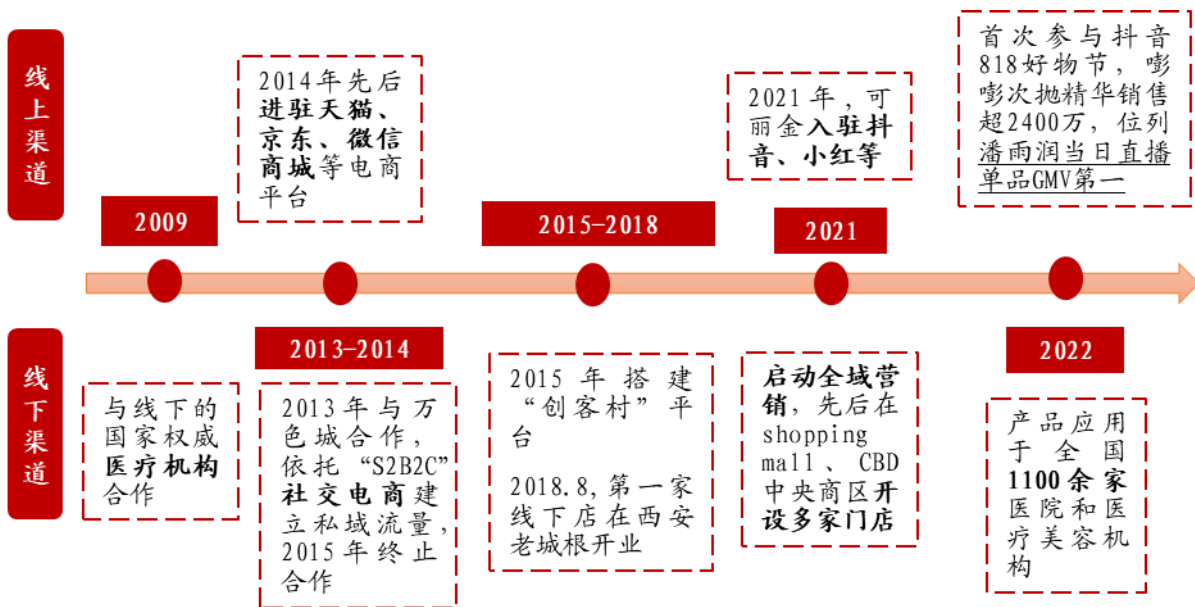 线上渠道
2014年先后
进驻天猫、
京东、微信
商城等电商
平台
2021年，可
丽金入驻抖
音、小红等
首次参与抖音
818好物节，嘭
嘭次抛精华销售
超2400万，位列
潘雨润当日直播
单品GMV第一
2009
2015—2018
2021
2013—2014
2022
线下渠道
与线下的
国家权威
医疗机构
合作
2013年与万
色城合作，
依托“S2B2C”
社交电商建
立私域流量，
2015年终止
合作
2015年搭建
“创客村”平
台
2018.8,第一家
线下店在西安
老城根开业
启动全域营
销，先后在
shopping
mall、CBD
中央商区开
设多家门店
产品应用
于全国
1100余家
医院和医
疗美容机
构